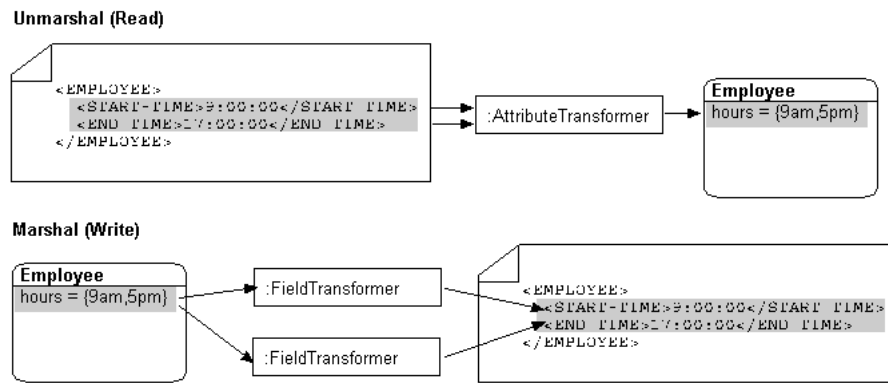 Unmarshal (Read)
<EMPLOYEE>
<START-TIME>9:00:00</START TIME>
<END TIME>17:00:00</END TIME>
</EMPLOYEE>
:AttributeTransformer
Employee
hours = {9am,5pm}
Marshal (Write)
Employee
hours = {9am,5pm}
:FieldTransformer
:FieldTransformer
<EMPLOYEE>
<START-TIME>9:00:00</START TIME>
<END TIME>17:00:00</END TIME>
</EMPLOYEE>